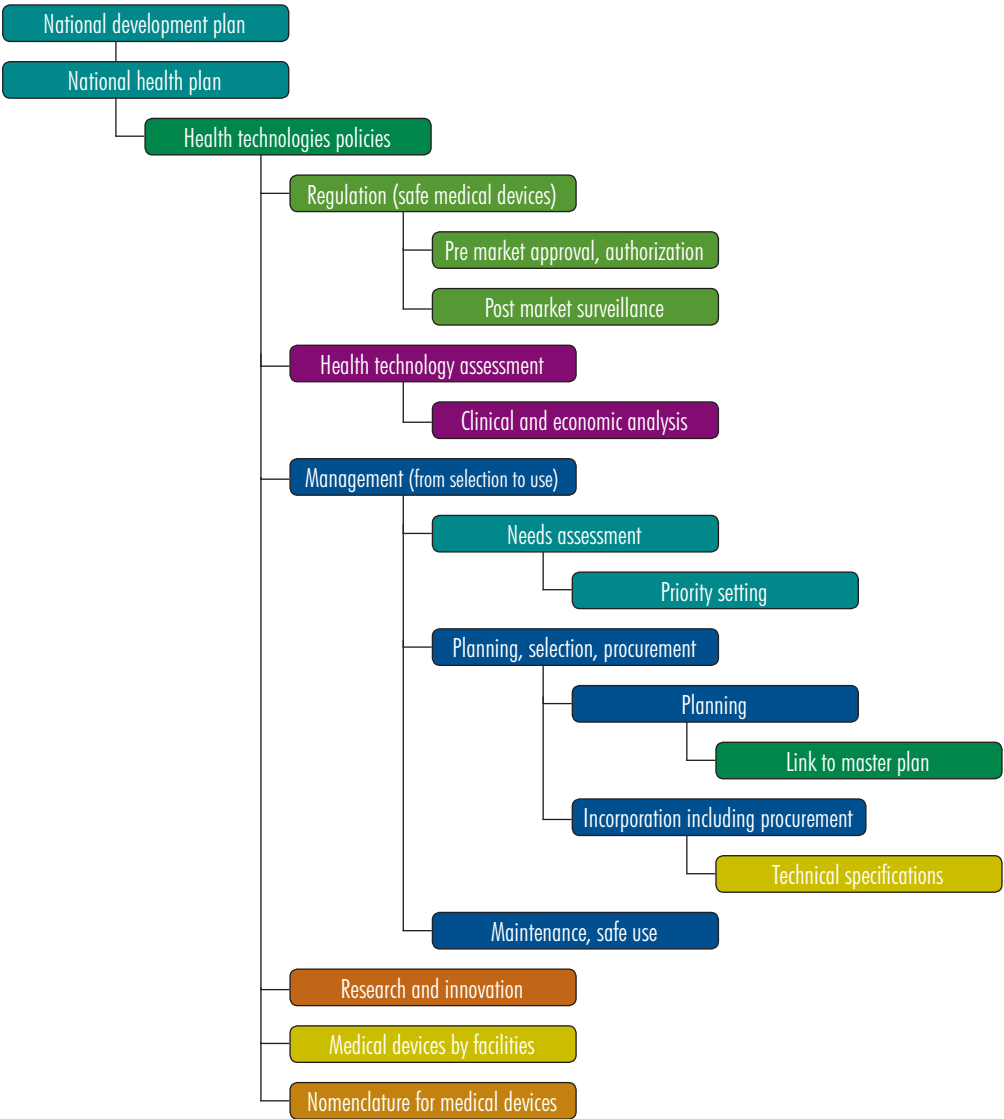 National development plan
National health plan
Health technologies policies
Regulation (safe medical devices)
Pre market approval, authorization
Post market surveillance
Health technology assessment
Clinical and economic analysis
Management (from selection to use)
Needs assessment
Priority setting
Planning, selection, procurement
Planning
Link to master plan
Incorporation including procurement
Technical specifications
Maintenance, safe use
Research and innovation
Medical devices by facilities
Nomenclature for medical devices